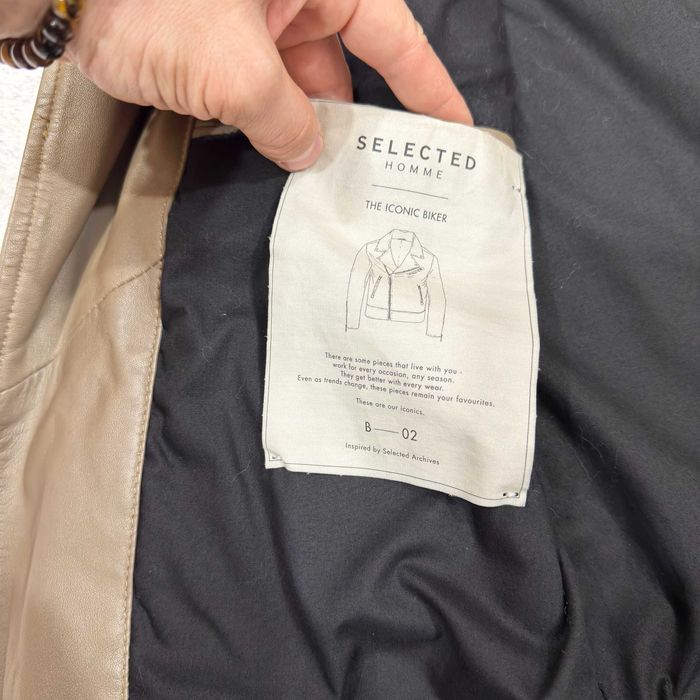 SELECTED
HOMME
THE ICONIC BIKER
There are some pieces that live with you -
work for every occasion, any season.
They get better with every wear.
Even as trends change, these pieces remain your favourites.
These are our iconics.
B — 02
Inspired by Selected Archives